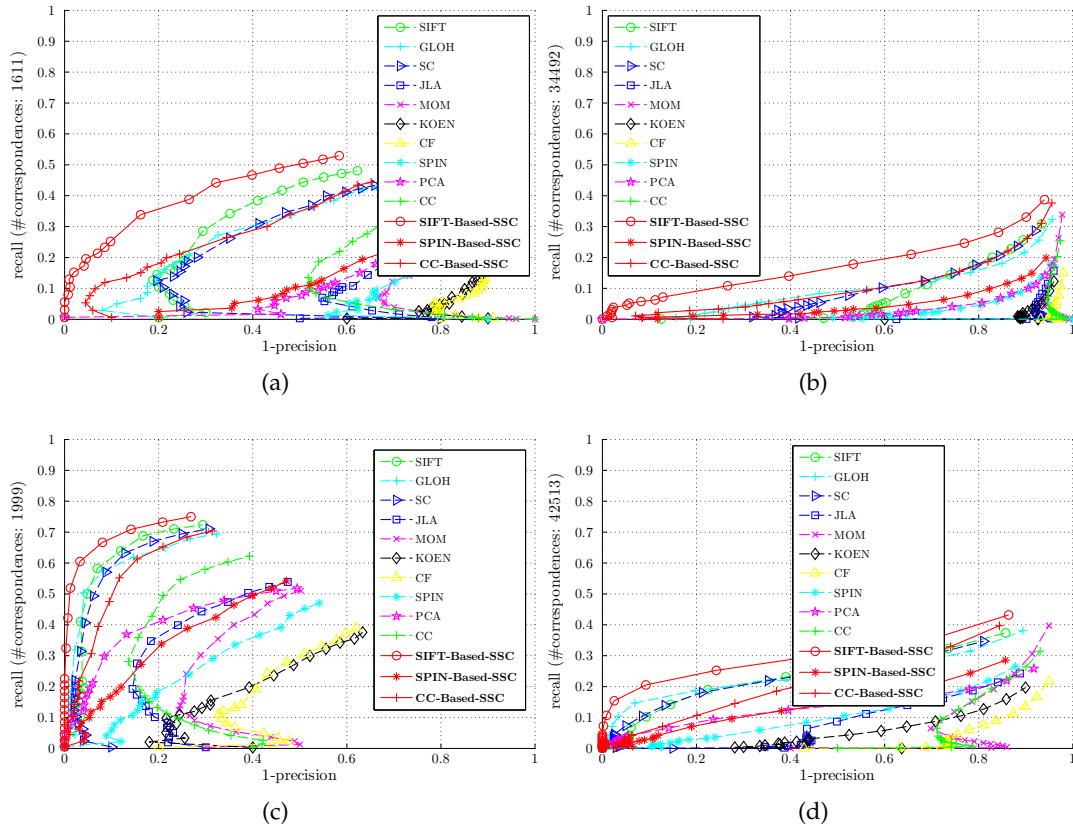 1
0.9
0.8
0.7
0.6
0.5
0.4
0.3
0.2
0.1
0
0 0.2 0.4 0.6 0.8 1
recall (#correspondences: 1611)
1-precision
SIFT
GLOH
SC
JLA
MOM
KOEN
CF
SPIN
PCA
CC
SIFT-Based-SSC
SPIN-Based-SSC
CC-Based-SSC
(a)
1
0.9
0.8
0.7
0.6
0.5
0.4
0.3
0.2
0.1
0
0 0.2 0.4 0.6 0.8 1
recall (#correspondences: 34492)
1-precision
SIFT
GLOH
SC
JLA
MOM
KOEN
CF
SPIN
PCA
CC
SIFT-Based-SSC
SPIN-Based-SSC
CC-Based-SSC
(b)
1
0.9
0.8
0.7
0.6
0.5
0.4
0.3
0.2
0.1
0
0 0.2 0.4 0.6 0.8 1
recall (#correspondences: 1999)
1-precision
SIFT
GLOH
SC
JLA
MOM
KOEN
CF
SPIN
PCA
CC
SIFT-Based-SSC
SPIN-Based-SSC
CC-Based-SSC
(c)
1
0.9
0.8
0.7
0.6
0.5
0.4
0.3
0.2
0.1
0
0 0.2 0.4 0.6 0.8 1
recall (#correspondences: 42513)
1-precision
SIFT
GLOH
SC
JLA
MOM
KOEN
CF
SPIN
PCA
CC
SIFT-Based-SSC
SPIN-Based-SSC
CC-Based-SSC
(d)